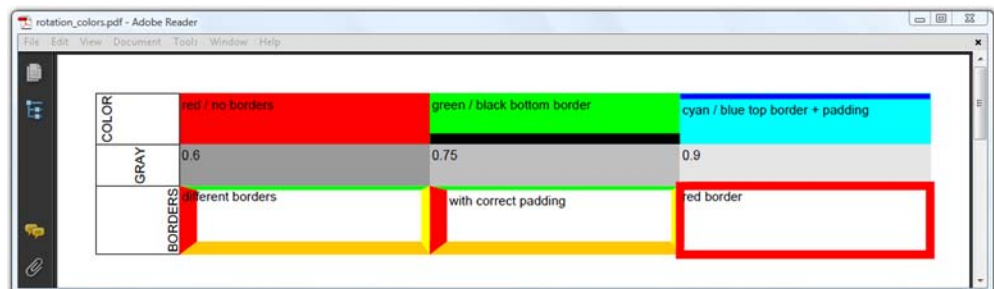 rotation_colors.pdf - Adobe Reader
File Edit View Document Tools Window Help
COLOR
red / no borders
green / black bottom border
cyan / blue top border + padding
GRAY
0.6
0.75
0.9
BORDERS
different borders
with correct padding
red border